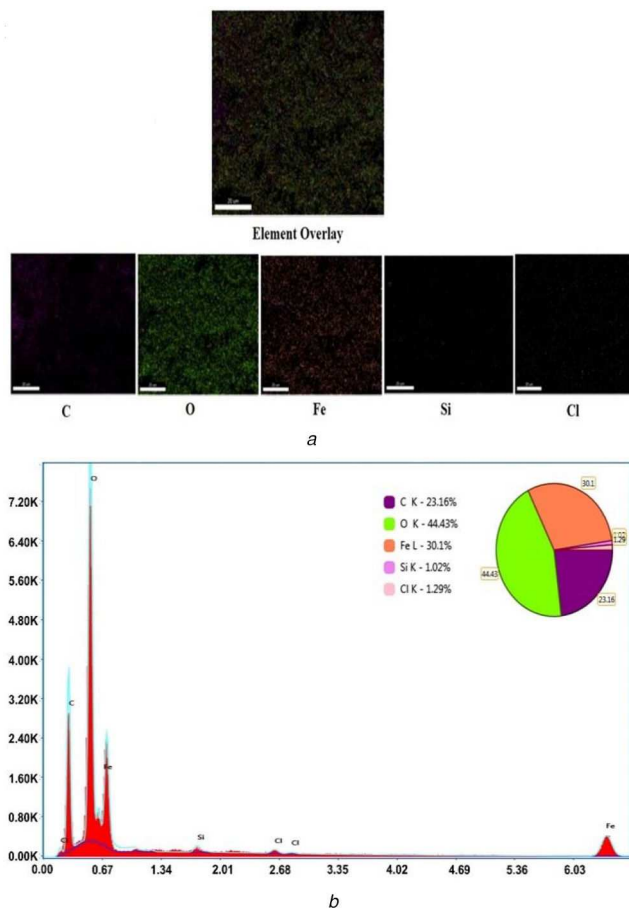 20 µm
Element Overlay
C O Fe Si Cl
a
7.20K
6.40K
5.60K
4.80K
4.00K
3.20K
2.40K
1.60K
0.80K
0.00K
O
C
Fe
Cl
Si
Cl
Cl
Fe
C K - 23.16%
O K - 44.43%
Fe L - 30.1%
Si K - 1.02%
Cl K - 1.29%
30.1
1.29
44.43
23.16
0.00 0.67 1.34 2.01 2.68 3.35 4.02 4.69 5.36 6.03
b